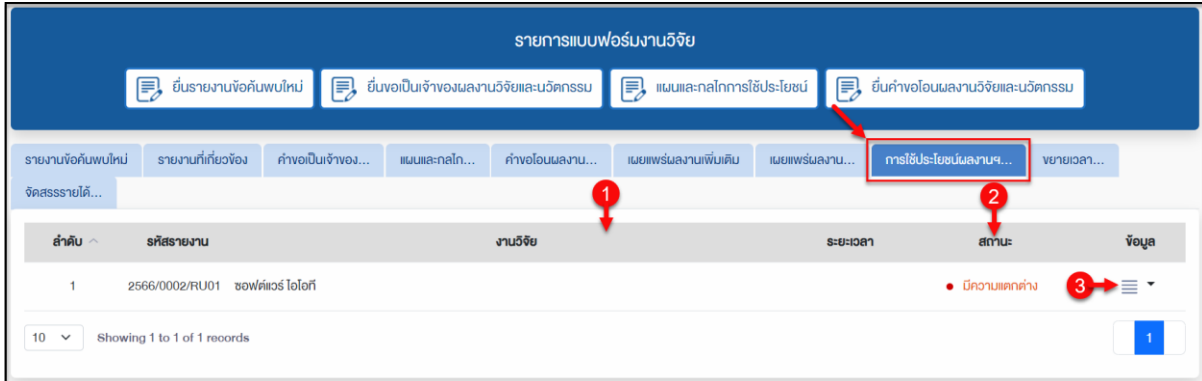 รายการแบบฟอร์มงานวิจัย
ยื่นรายงานข้อค้นพบใหม่ ยื่นขอเป็นเจ้าของผลงานวิจัยและนวัตกรรม แผนและกลไกการใช้ประโยชน์ ยื่นคำขอโอนผลงานวิจัยและนวัตกรรม
รายงานข้อค้นพบใหม่ รายงานที่เกี่ยวข้อง คำขอเป็นเจ้าของ... แผนและกลไก... คำขอโอนผลงาน... เผยแพร่ผลงานเพิ่มเติม เผยแพร่ผลงาน... การใช้ประโยชน์ผลงานฯ... ขยายเวลา...
จัดสรรรายได้...
1 2
ลำดับ รหัสรายงาน งานวิจัย ระยะเวลา สถานะ ข้อมูล
1 2566/0002/RU01 ซอฟต์แวร์ ไอโอที มีความแตกต่าง 3
10 Showing 1 to 1 of 1 records 1